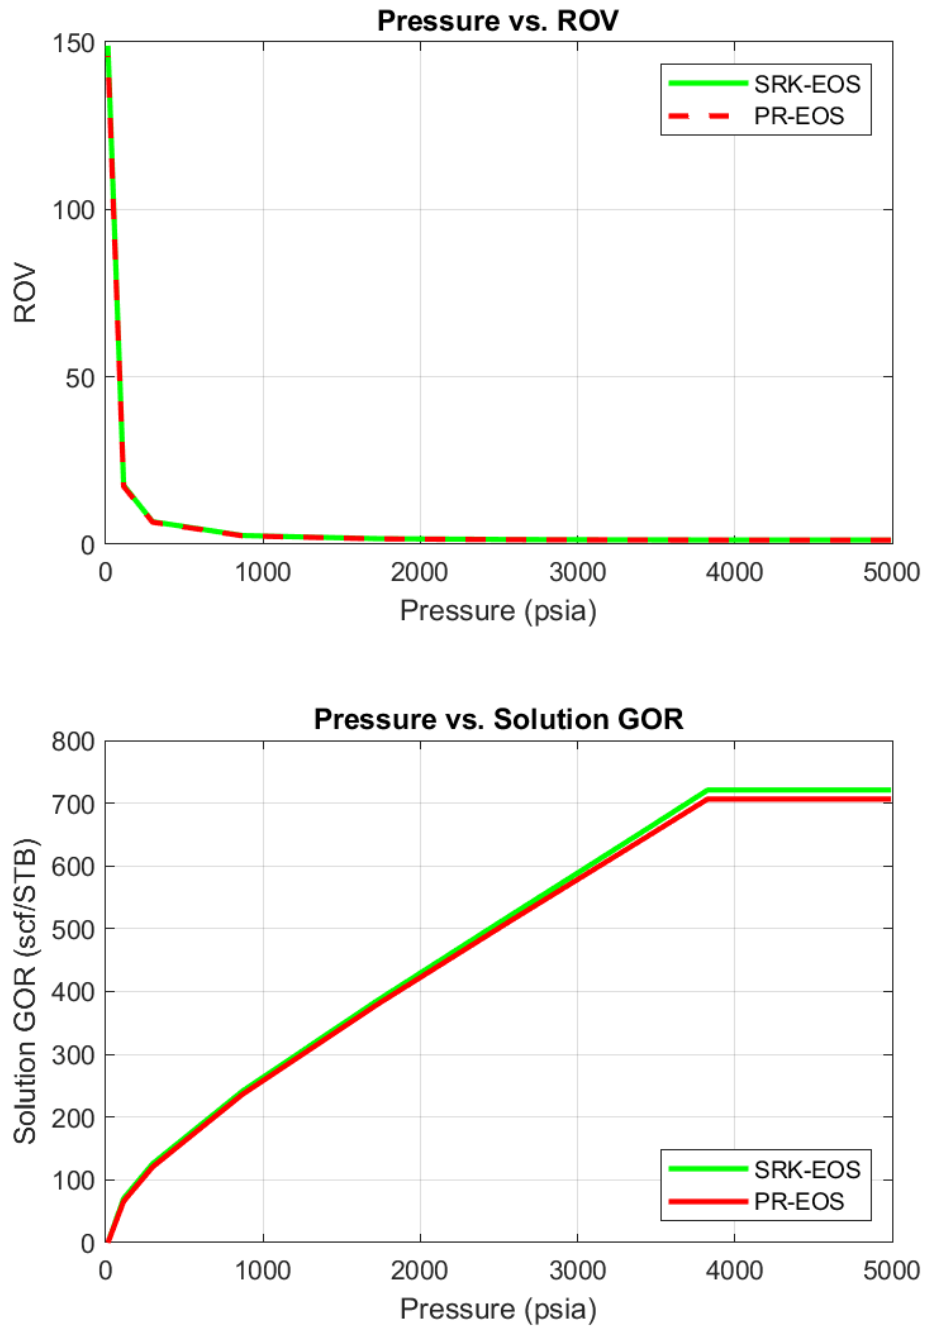 Pressure vs. ROV
150
100
50
0
ROV
SRK-EOS
PR-EOS
0 1000 2000 3000 4000 5000
Pressure (psia)
Pressure vs. Solution GOR
800
700
600
500
400
300
200
100
0
Solution GOR (scf/STB)
SRK-EOS
PR-EOS
0 1000 2000 3000 4000 5000
Pressure (psia)